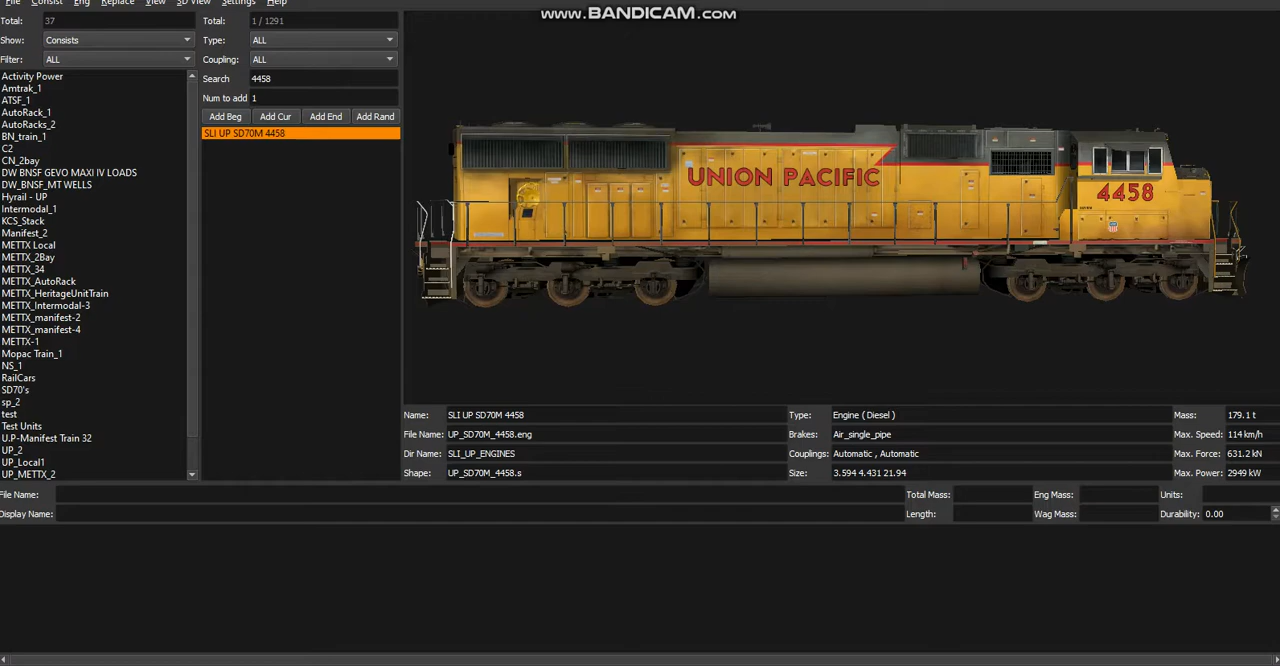 File Consist Eng Replace View 3D View Settings Help
www.BANDICAM.com
Total: 37
Total: 1 / 1291
Show: Consists
Type: ALL
Filter: ALL
Coupling: ALL
Search 4458
Num to add 1
Add Beg Add Cur Add End Add Rand
SLI UP SD70M 4458
Activity Power
Amtrak_1
ATSF_1
AutoRack_1
AutoRacks_2
BN_train_1
C2
CN_2bay
DW BNSF GEVO MAXI IV LOADS
DW_BNSF_MT WELLS
Hyrail - UP
Intermodal_1
KCS_Stack
Manifest_2
METTX Local
METTX_2Bay
METTX_34
METTX_AutoRack
METTX_HeritageUnitTrain
METTX_Intermodal-3
METTX_manifest-2
METTX_manifest-4
METTX-1
Mopac Train_1
NS_1
RailCars
SD70's
sp_2
test
Test Units
U.P-Manifest Train 32
UP_2
UP_Local1
UP_METTX_2
UNION PACIFIC
4458
Name: SLI UP SD70M 4458 Type: Engine ( Diesel ) Mass: 179.1 t
File Name: UP_SD70M_4458.eng Brakes: Air_single_pipe Max. Speed: 114 km/h
Dir Name: SLI_UP_ENGINES Couplings: Automatic , Automatic Max. Force: 631.2 kN
Shape: UP_SD70M_4458.s Size: 3.594 4.431 21.94 Max. Power: 2949 kW
File Name: Total Mass: Eng Mass: Units:
Display Name: Length: Wag Mass: Durability: 0.00